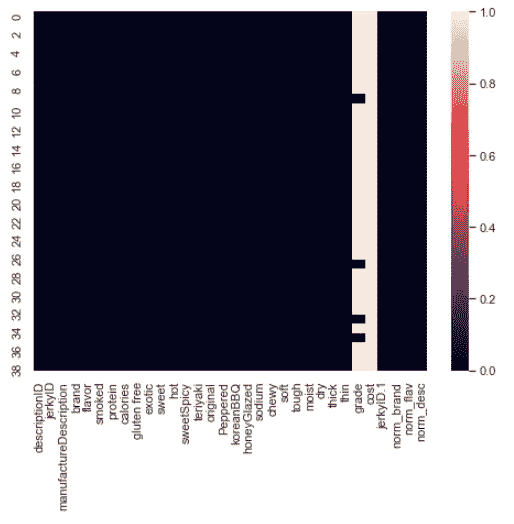 0
2
4
6
8
10
12
14
16
18
20
22
24
26
28
30
32
34
36
38
descriptionID
jerkyID
manufactureDescription
brand
flavor
smoked
protein
calories
gluten free
exotic
sweet
hot
sweetSpicy
teriyaki
original
Peppered
koreanBBQ
honeyGlazed
sodium
chewy
soft
tough
moist
dry
thick
thin
grade
cost
jerkyID.1
norm_brand
norm_flav
norm_desc
1.0
0.8
0.6
0.4
0.2
0.0